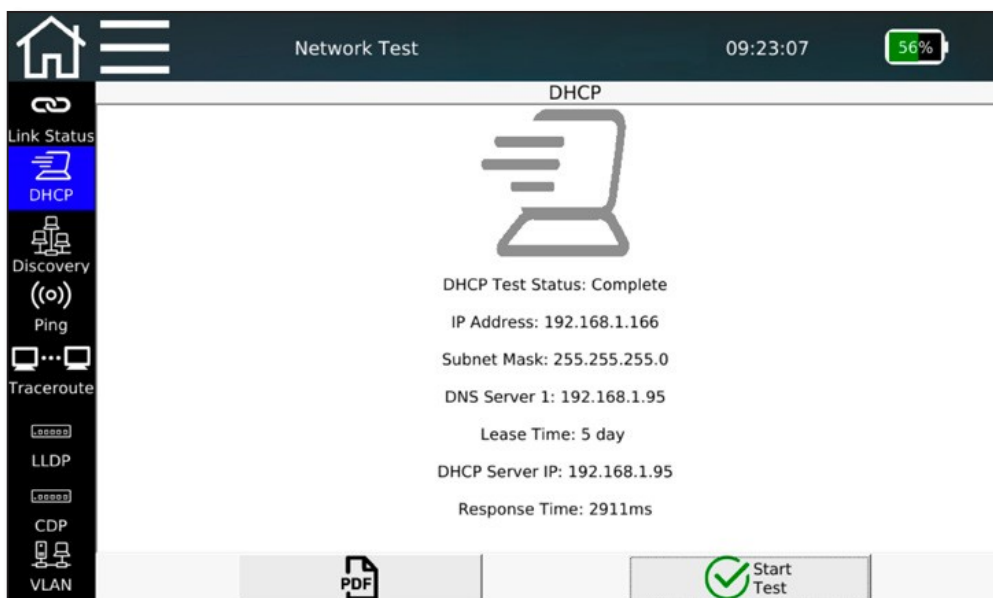 Network Test
09:23:07
56%
DHCP
Link Status
DHCP
Discovery
Ping
Traceroute
LLDP
CDP
VLAN
DHCP Test Status: Complete
IP Address: 192.168.1.166
Subnet Mask: 255.255.255.0
DNS Server 1: 192.168.1.95
Lease Time: 5 day
DHCP Server IP: 192.168.1.95
Response Time: 2911ms
PDF
Start
Test